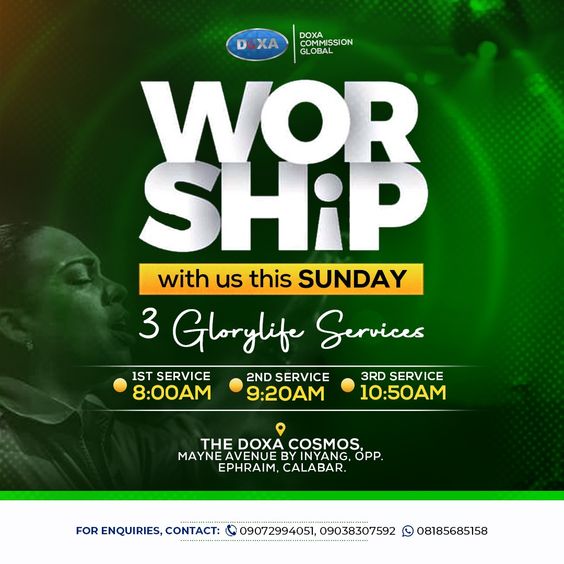 DOXA
DOXA
COMMISSION
GLOBAL
WOR
SHiP
with us this SUNDAY
3 Glorylife Services
1ST SERVICE
8:00AM
2ND SERVICE
9:20AM
3RD SERVICE
10:50AM
THE DOXA COSMOS,
MAYNE AVENUE BY INYANG, OPP.
EPHRAIM, CALABAR.
FOR ENQUIRIES, CONTACT: 09072994051, 09038307592 08185685158